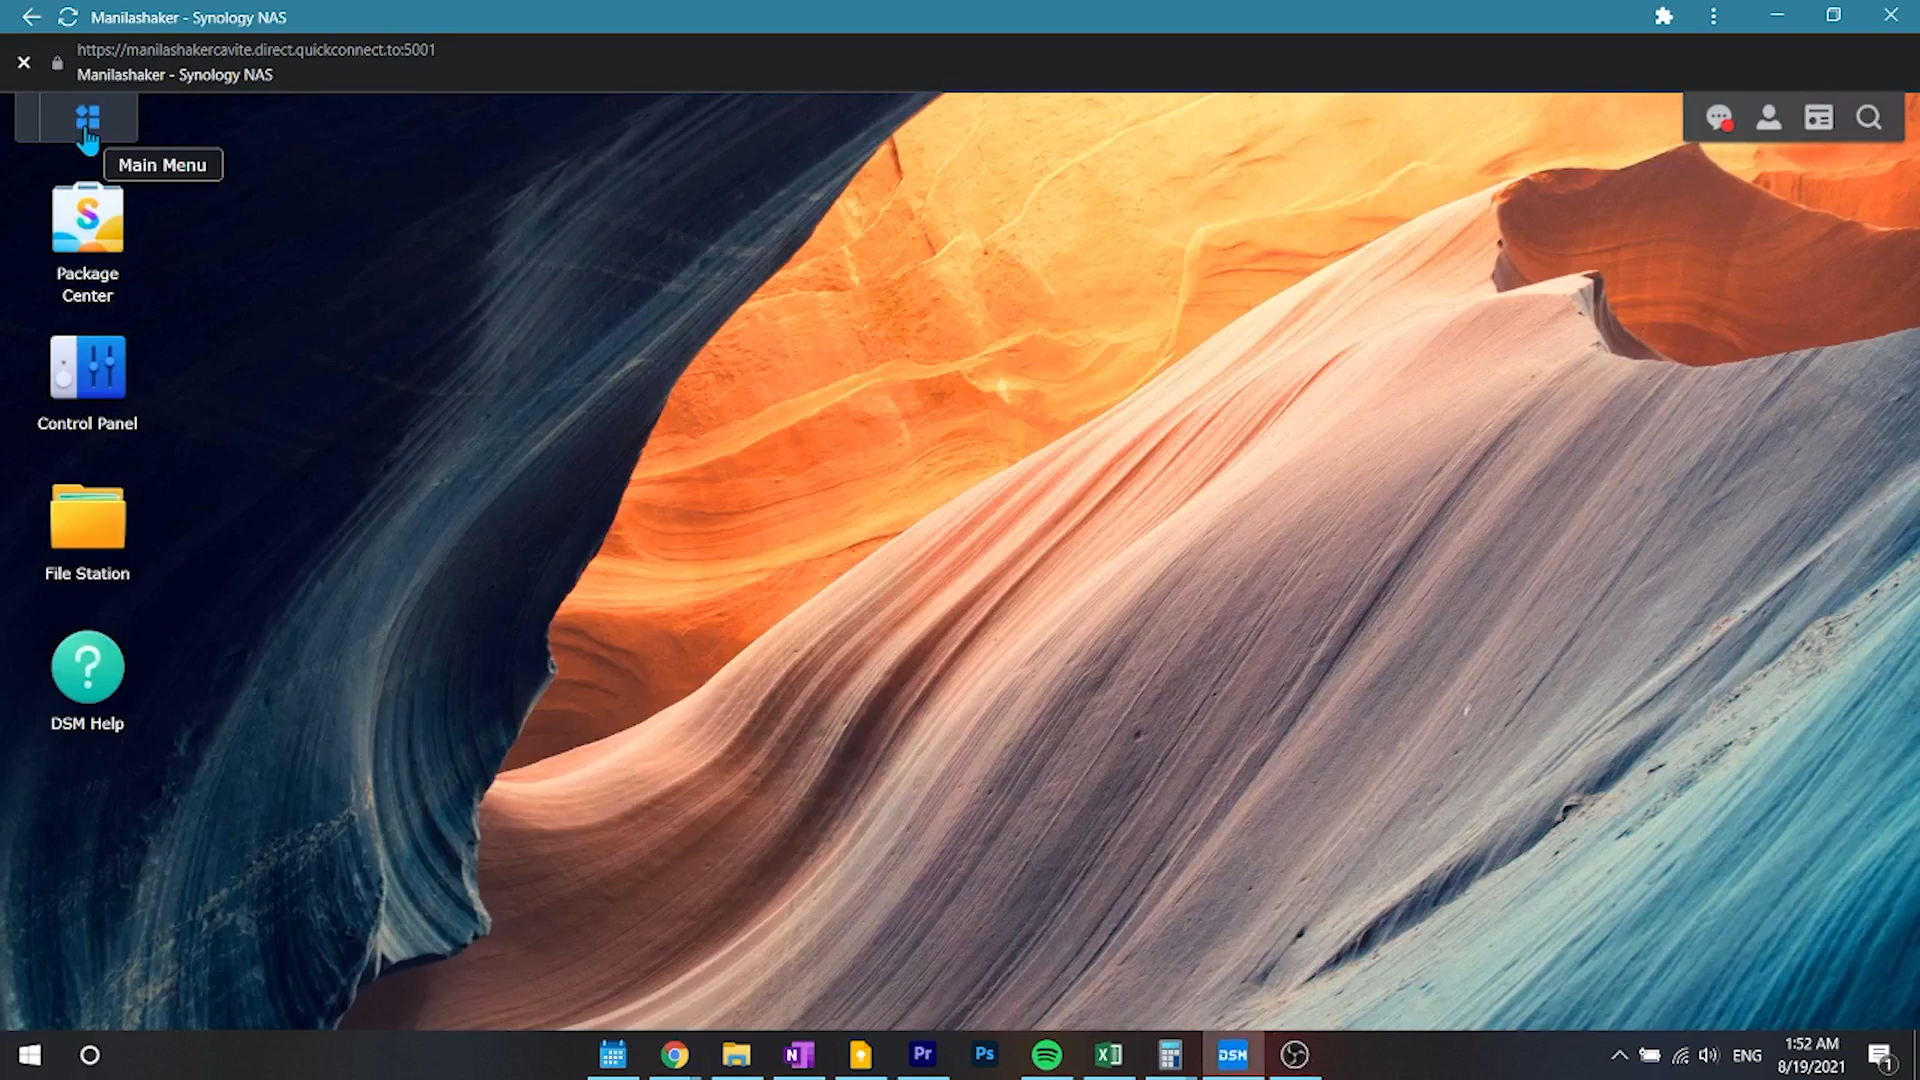 Manilashaker - Synology NAS
https://manilashakercavite.direct.quickconnect.to:5001
Manilashaker - Synology NAS
Main Menu
S
Package
Center
Control Panel
File Station
?
DSM Help
N
Pr
Ps
X
DSM
ENG
1:52 AM
8/19/2021
1